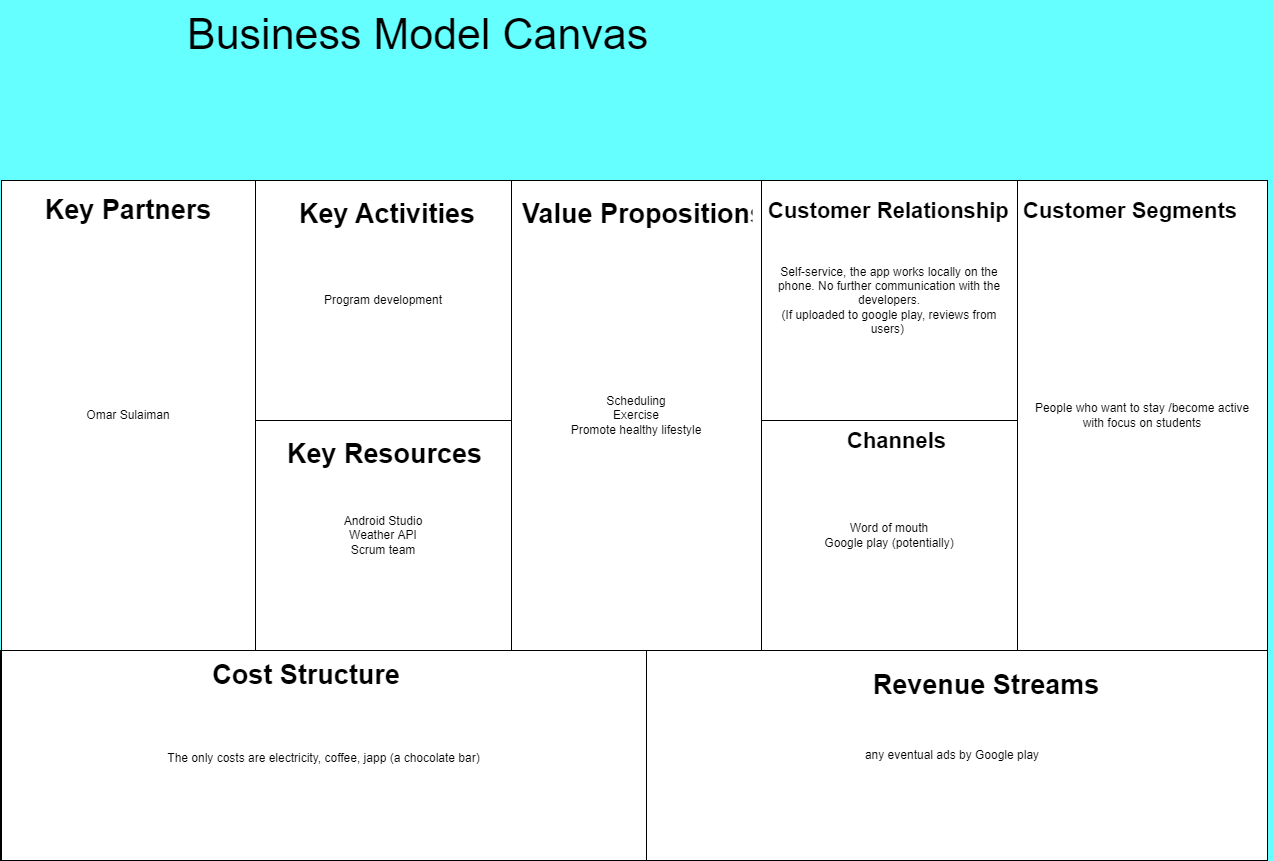 Business Model Canvas
Key Partners
Omar Sulaiman
Key Activities
Program development
Key Resources
Android Studio
Weather API
Scrum team
Value Propositions
Scheduling
Exercise
Promote healthy lifestyle
Customer Relationship
Self-service, the app works locally on the
phone. No further communication with the
developers.
(If uploaded to google play, reviews from
users)
Channels
Word of mouth
Google play (potentially)
Customer Segments
People who want to stay /become active
with focus on students
Cost Structure
The only costs are electricity, coffee, japp (a chocolate bar)
Revenue Streams
any eventual ads by Google play